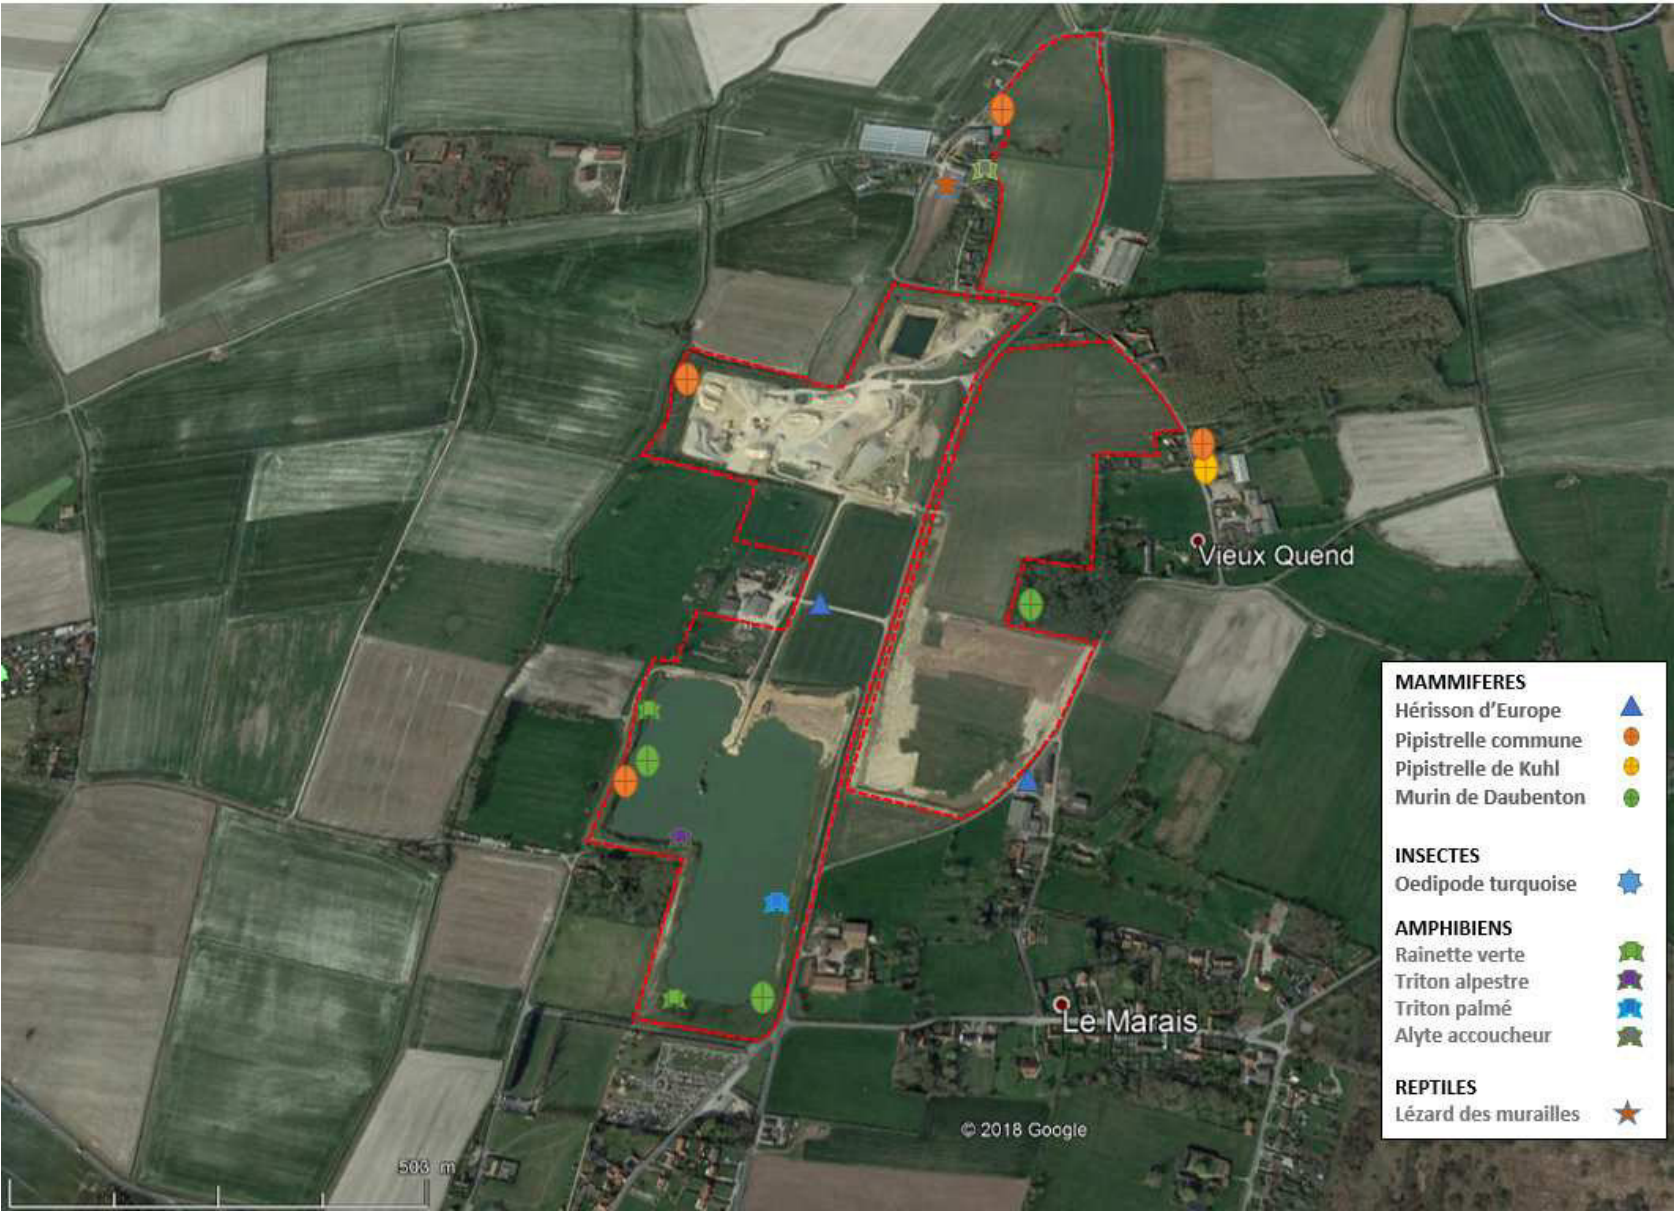 Vieux Quend
MAMMIFERES
Hérisson d'Europe
Pipistrelle commune
Pipistrelle de Kuhl
Murin de Daubenton
INSECTES
Oedipode turquoise
AMPHIBIENS
Rainette verte
Triton alpestre
Triton palmé
Alyte accoucheur
REPTILES
Lézard des murailles
Le Marais
© 2018 Google
503 m